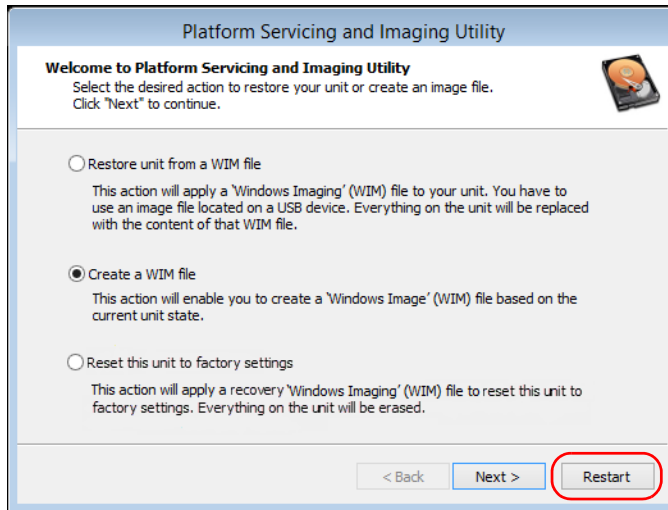 Platform Servicing and Imaging Utility
Welcome to Platform Servicing and Imaging Utility
Select the desired action to restore your unit or create an image file.
Click "Next" to continue.
Restore unit from a WIM file
This action will apply a 'Windows Imaging' (WIM) file to your unit. You have to
use an image file located on a USB device. Everything on the unit will be replaced
with the content of that WIM file.
Create a WIM file
This action will enable you to create a 'Windows Image' (WIM) file based on the
current unit state.
Reset this unit to factory settings
This action will apply a recovery 'Windows Imaging' (WIM) file to reset this unit to
factory settings. Everything on the unit will be erased.
< Back Next > Restart